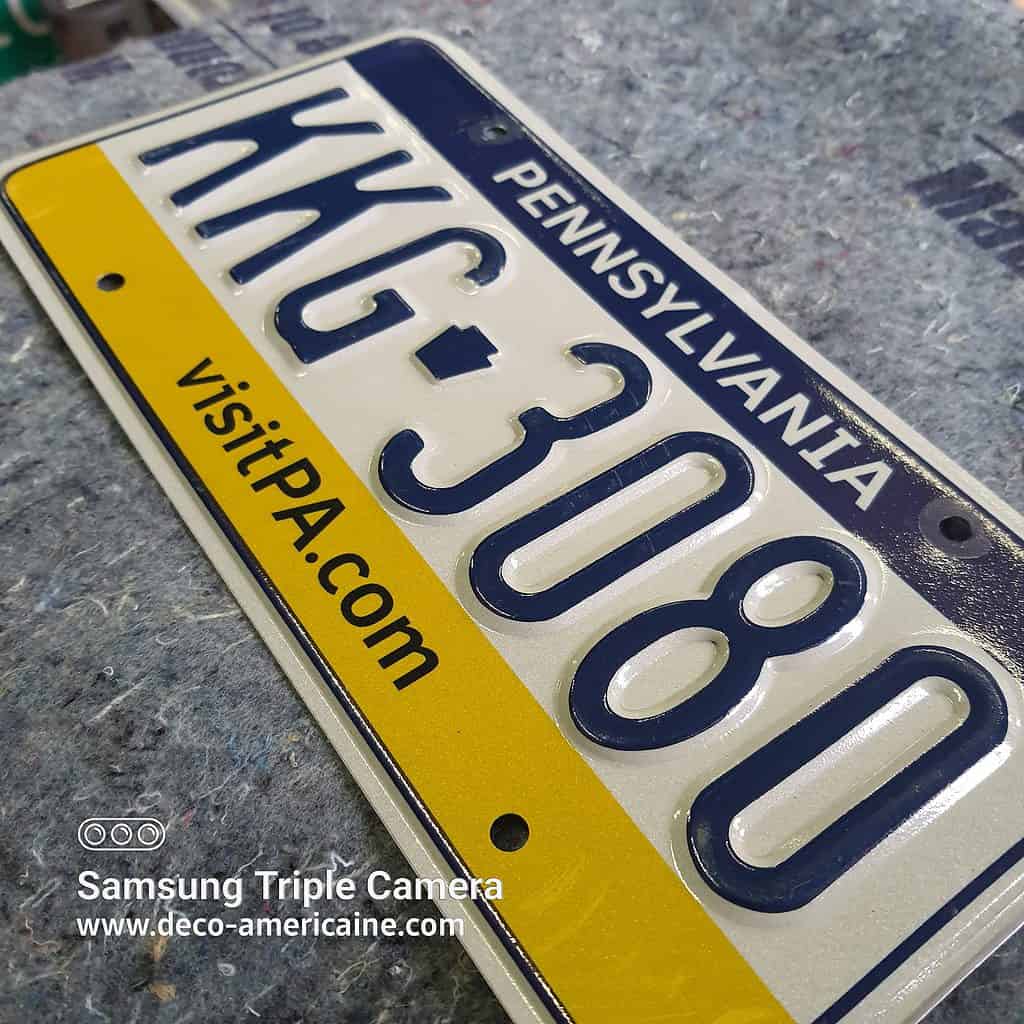 PENNSYLVANIA
KKG 3080
visitPA.com
Samsung Triple Camera
www.deco-americaine.com